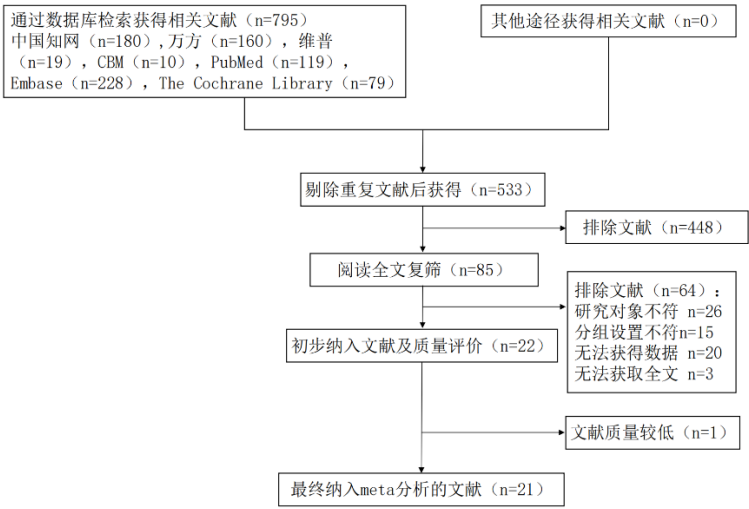 通过数据库检索获得相关文献（n=795）
中国知网（n=180）,万方（n=160），维普
（n=19），CBM（n=10），PubMed（n=119），
Embase（n=228），The Cochrane Library（n=79）
其他途径获得相关文献（n=0）
剔除重复文献后获得（n=533）
排除文献（n=448）
阅读全文复筛（n=85）
排除文献（n=64）：
研究对象不符 n=26
分组设置不符n=15
无法获得数据 n=20
无法获取全文 n=3
初步纳入文献及质量评价（n=22）
文献质量较低（n=1）
最终纳入meta分析的文献（n=21）